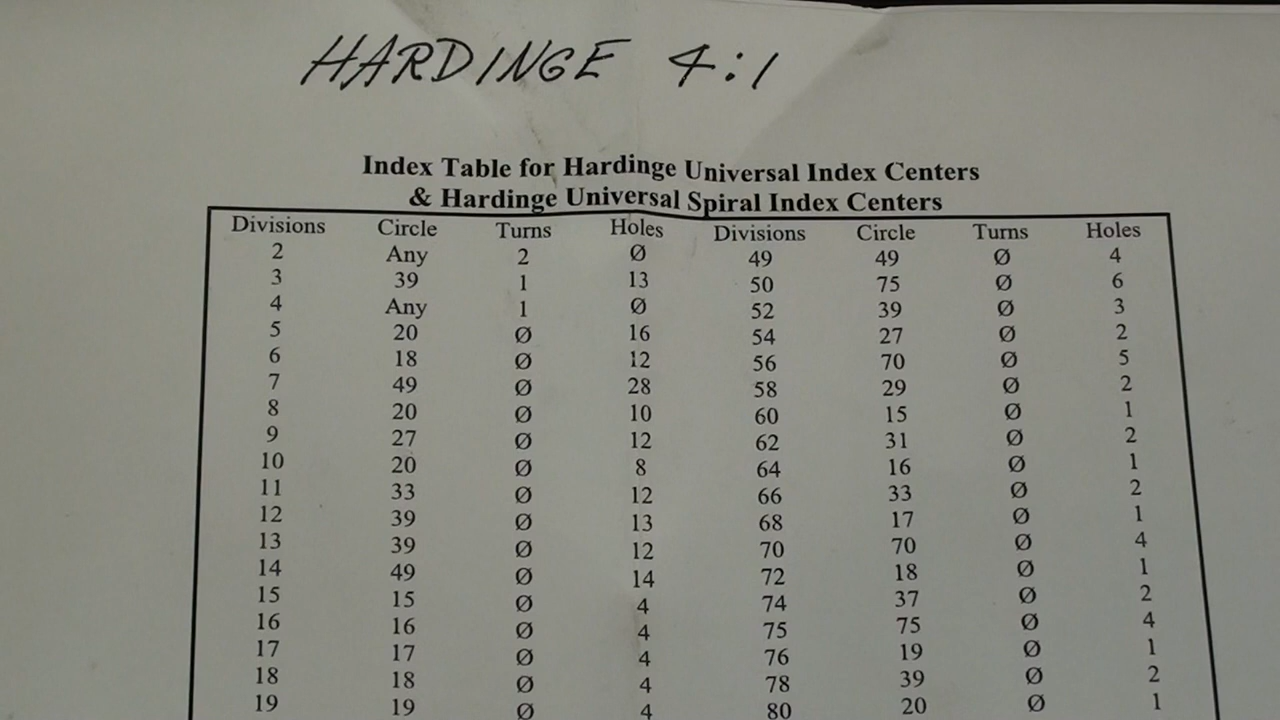 HARDINGE 4:1
Index Table for Hardinge Universal Index Centers
& Hardinge Universal Spiral Index Centers
Divisions Circle Turns Holes Divisions Circle Turns Holes
2 Any 2 Ø 49 49 Ø 4
3 39 1 13 50 75 Ø 6
4 Any 1 Ø 52 39 Ø 3
5 20 Ø 16 54 27 Ø 2
6 18 Ø 12 56 70 Ø 5
7 49 Ø 28 58 29 Ø 2
8 20 Ø 10 60 15 Ø 1
9 27 Ø 12 62 31 Ø 2
10 20 Ø 8 64 16 Ø 1
11 33 Ø 12 66 33 Ø 2
12 39 Ø 13 68 17 Ø 1
13 39 Ø 12 70 70 Ø 4
14 49 Ø 14 72 18 Ø 1
15 15 Ø 4 74 37 Ø 2
16 16 Ø 4 75 75 Ø 4
17 17 Ø 4 76 19 Ø 1
18 18 Ø 4 78 39 Ø 2
19 19 Ø 4 80 20 Ø 1